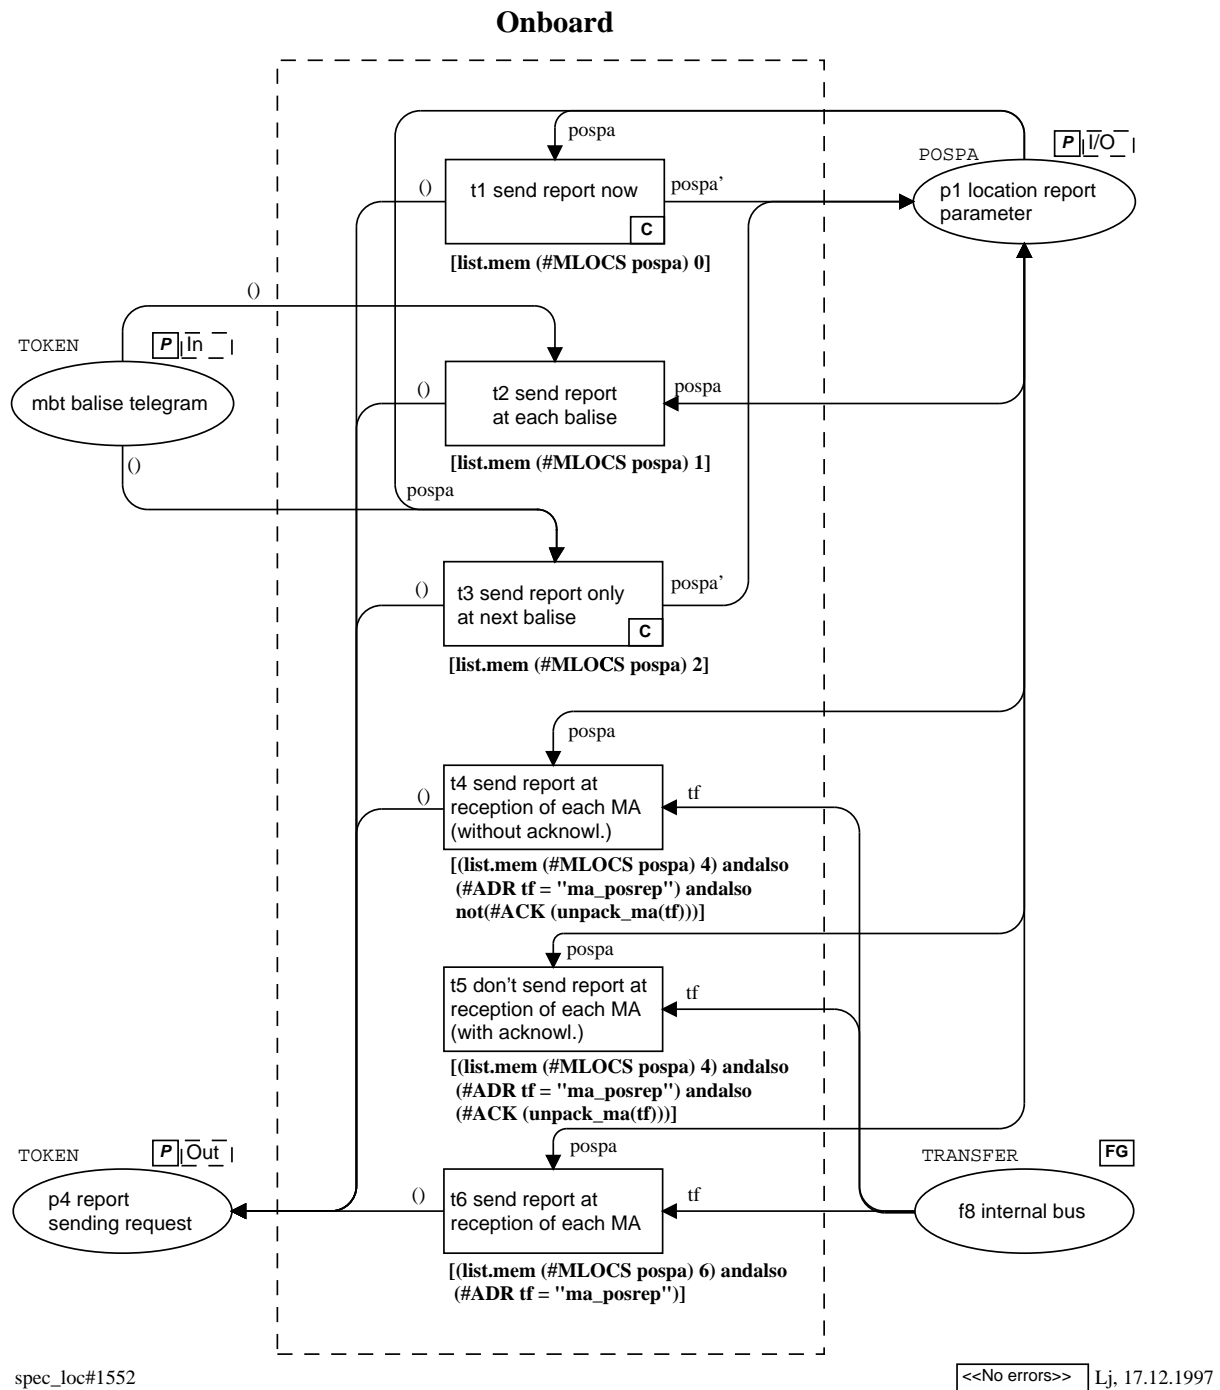 Onboard
pospa
P I/O
POSPA
() t1 send report now pospa’
p1 location report
parameter
C
[list.mem (#MLOCS pospa) 0]
()
TOKEN P In
mbt balise telegram
() t2 send report pospa
at each balise
[list.mem (#MLOCS pospa) 1]
()
pospa
() t3 send report only pospa’
at next balise
C
[list.mem (#MLOCS pospa) 2]
pospa
() t4 send report at tf
reception of each MA
(without acknowl.)
[(list.mem (#MLOCS pospa) 4) andalso
(#ADR tf = "ma_posrep") andalso
not(#ACK (unpack_ma(tf)))]
pospa
t5 don’t send report at tf
reception of each MA
(with acknowl.)
[(list.mem (#MLOCS pospa) 4) andalso
(#ADR tf = "ma_posrep") andalso
(#ACK (unpack_ma(tf)))]
pospa
TOKEN P Out
TRANSFER FG
p4 report
sending request
() t6 send report at tf
reception of each MA
f8 internal bus
[(list.mem (#MLOCS pospa) 6) andalso
(#ADR tf = "ma_posrep")]
spec_loc#1552
<<No errors>> Lj, 17.12.1997